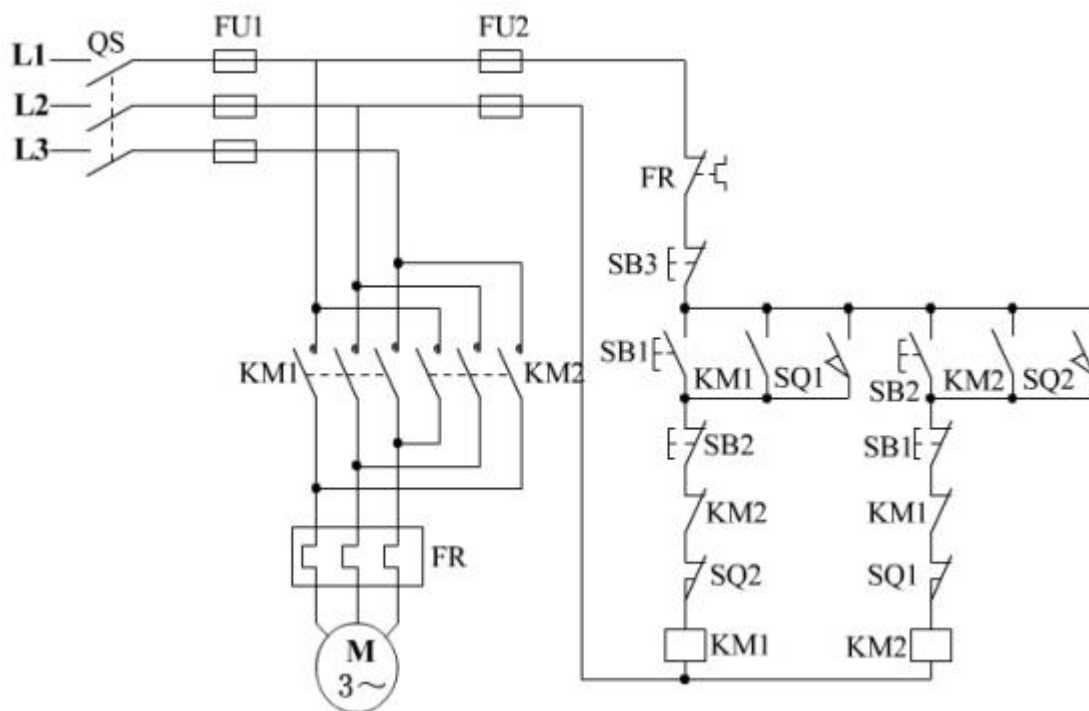 FU1 FU2
L1 QS
L2
L3
FR
SB3
SB1 KM1 SQ1 SB2 KM2 SQ2
KM1 KM2
SB2 SB1
KM2 KM1
FR SQ2 SQ1
M KM1 KM2
3～